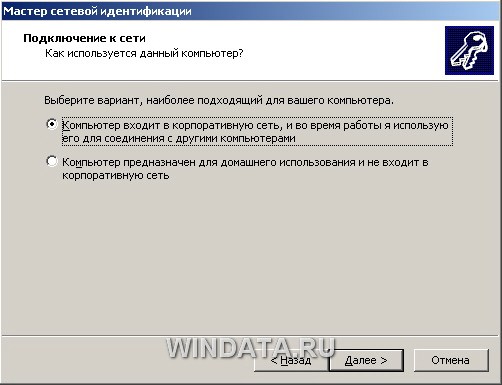 Мастер сетевой идентификации
Подключение к сети
Как используется данный компьютер?
Выберите вариант, наиболее подходящий для вашего компьютера.
Компьютер входит в корпоративную сеть, и во время работы я использую
его для соединения с другими компьютерами
Компьютер предназначен для домашнего использования и не входит в
корпоративную сеть
WINDATA.RU
< Назад
Далее >
Отмена